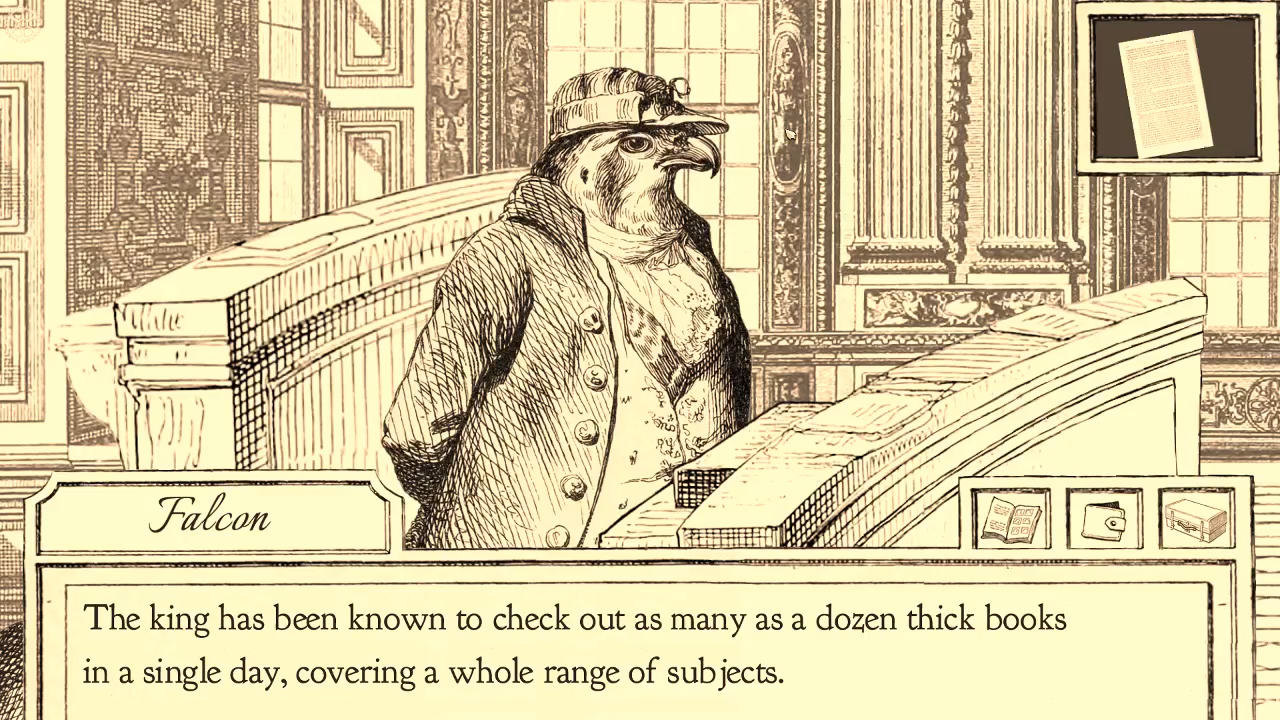 Falcon
The king has been known to check out as many as a dozen thick books
in a single day, covering a whole range of subjects.